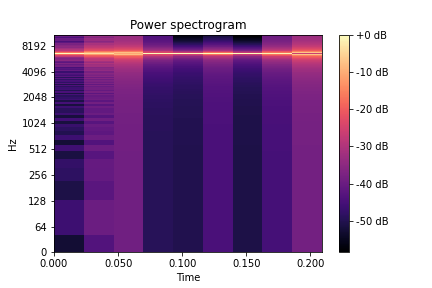 Power spectrogram
Hz
8192
4096
2048
1024
512
256
128
64
0
0.000
0.050
0.100
0.150
0.200
Time
+0 dB
-10 dB
-20 dB
-30 dB
-40 dB
-50 dB